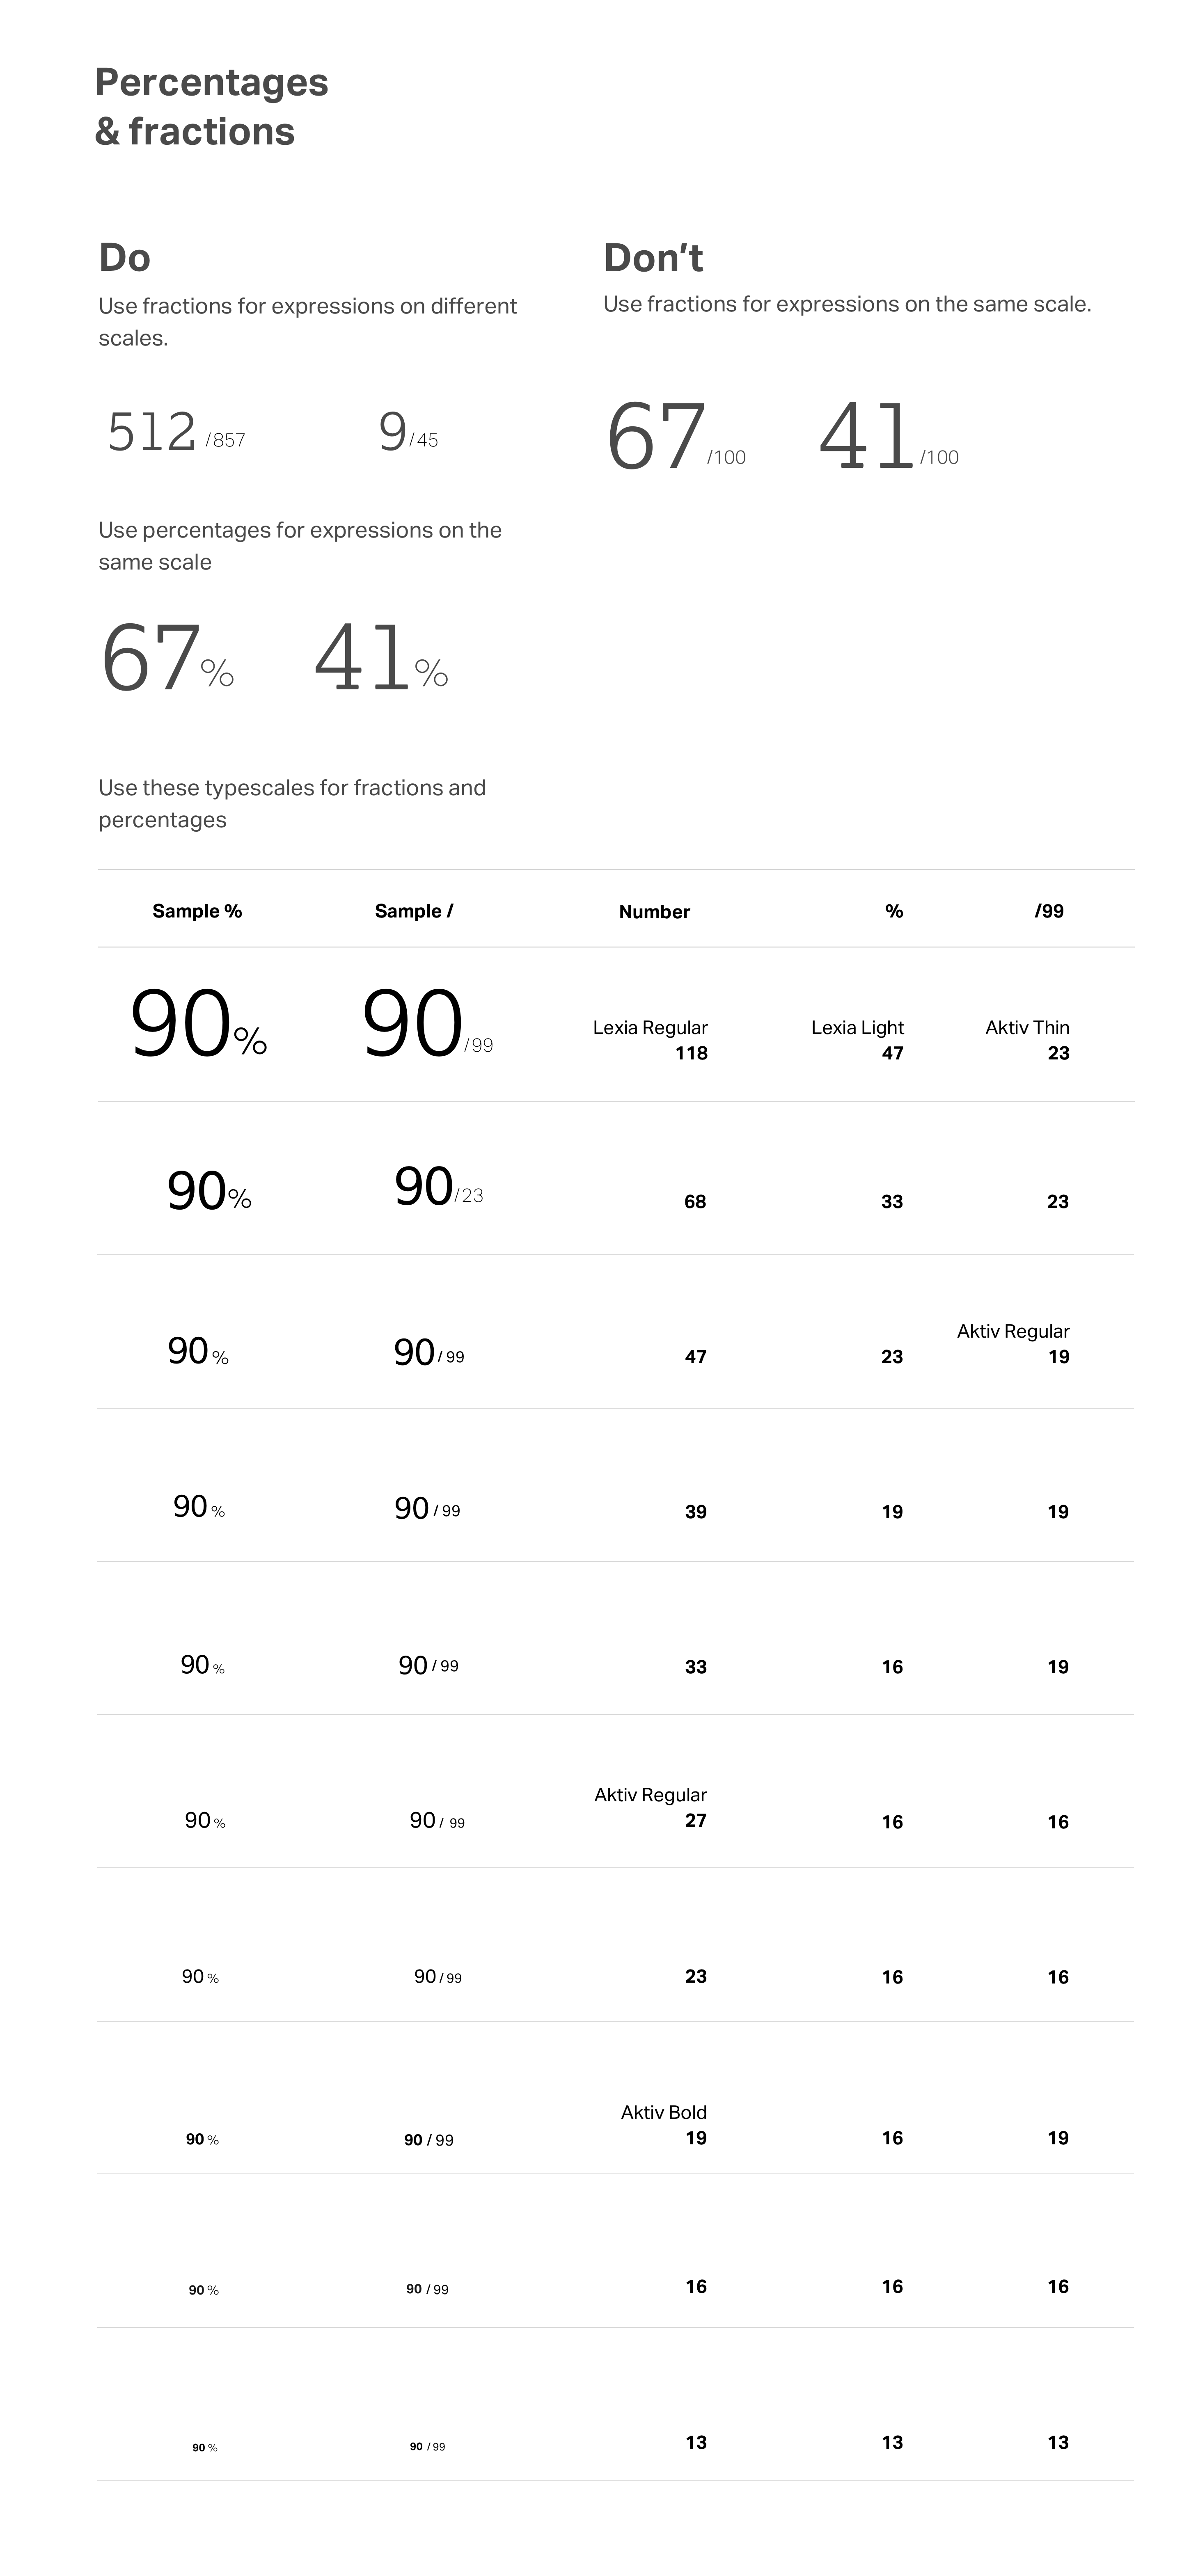 Percentages
& fractions
Do
Use fractions for expressions on different
scales.
512 /857 9/45
Use percentages for expressions on the
same scale
67% 41%
Don’t
Use fractions for expressions on the same scale.
67/100 41/100
Use these typescales for fractions and
percentages
Sample % Sample / Number % /99
90% 90/99 Lexia Regular 118 Lexia Light 47 Aktiv Thin 23
90% 90/23 68 33 23
90% 90/99 47 23 Aktiv Regular 19
90% 90/99 39 19 19
90% 90/99 33 16 19
90% 90/ 99 Aktiv Regular 27 16 16
90% 90/99 23 16 16
90% 90 / 99 Aktiv Bold 19 16 19
90% 90 / 99 16 16 16
90% 90 / 99 13 13 13